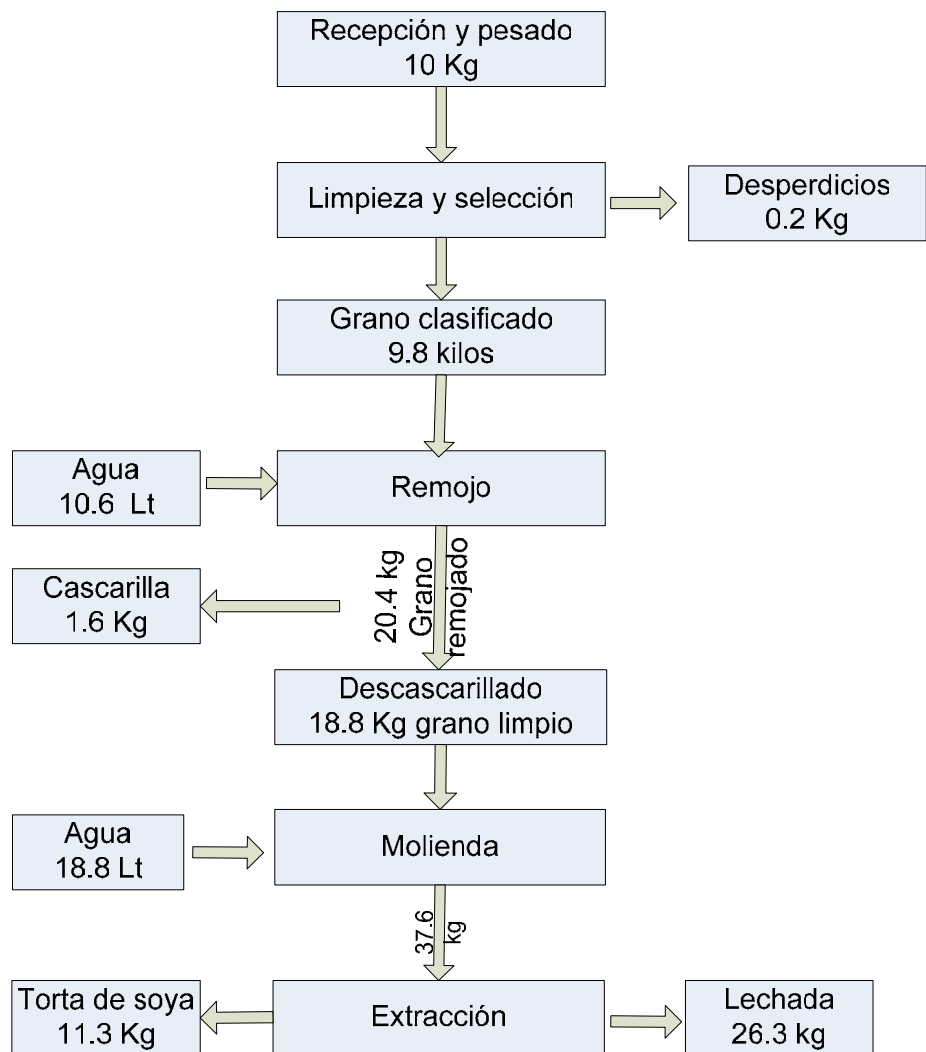 Recepción y pesado
10 Kg
Limpieza y selección
Desperdicios
0.2 Kg
Grano clasificado
9.8 kilos
Agua
10.6 Lt
Remojo
20.4 kg
Grano
remojado
Cascarilla
1.6 Kg
Descascarillado
18.8 Kg grano limpio
Agua
18.8 Lt
Molienda
37.6
kg
Torta de soya
11.3 Kg
Extracción
Lechada
26.3 kg